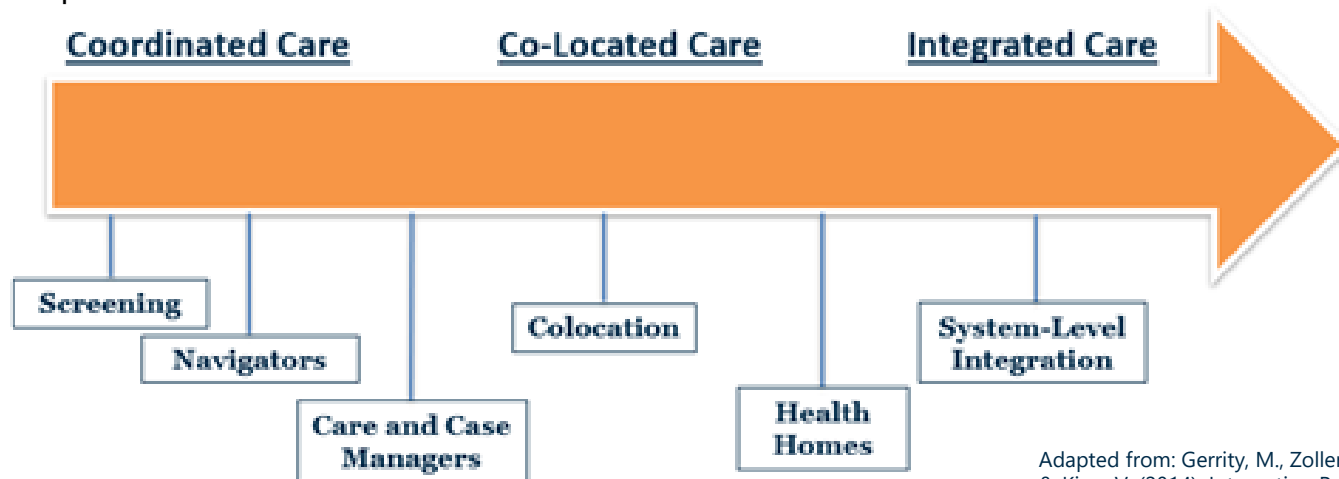 Coordinated Care
Co-Located Care
Integrated Care
Screening
Navigators
Care and Case
Managers
Colocation
Health
Homes
System-Level
Integration
Adapted from: Gerrity, M., Zoller